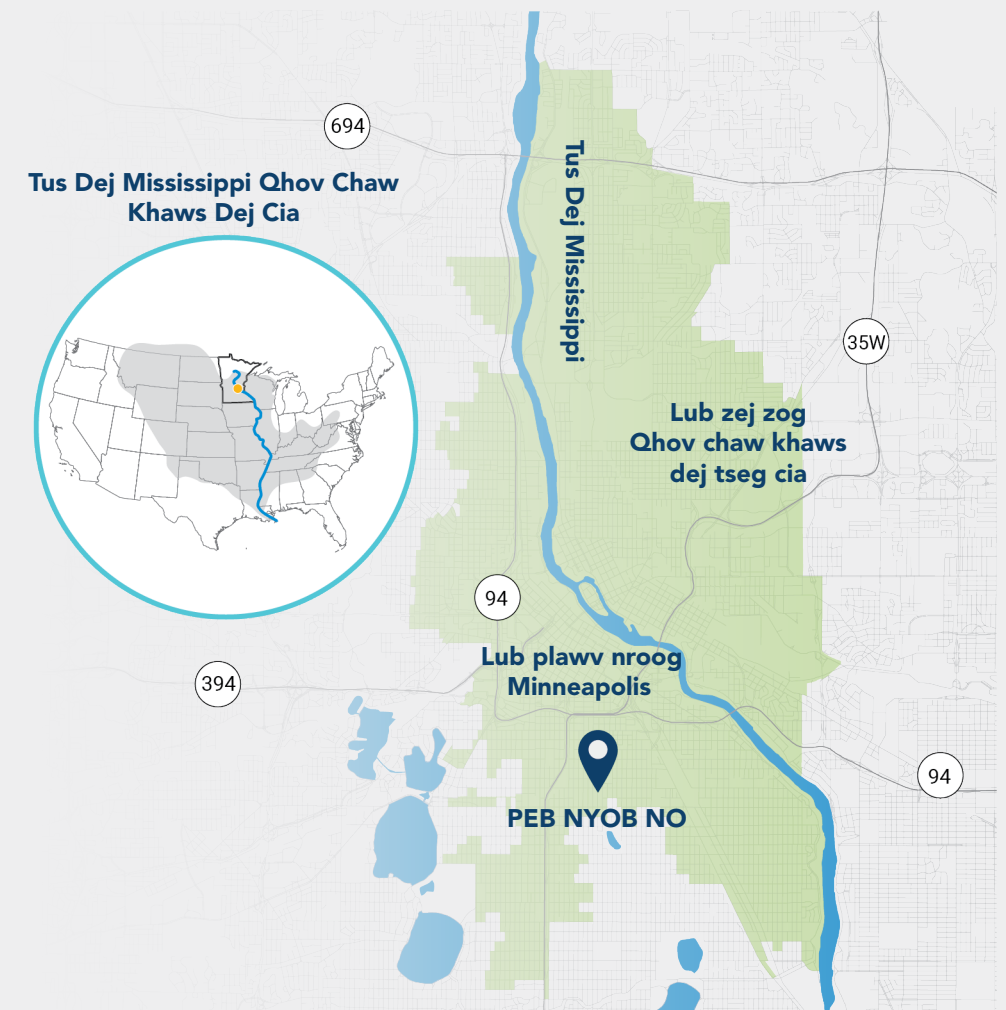 694
Tus Dej Mississippi Qhov Chaw
Khaws Dej Cia
Tus Dej Mississippi
35W
Lub zej zog
Qhov chaw khaws
dej tseg cia
94
Lub plawv nroog
Minneapolis
394
94
PEB NYOB NO